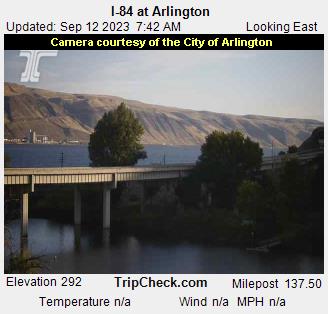 I-84 at Arlington
Updated: Sep 12 2023 7:42 AM Looking East
Camera courtesy of the City of Arlington
Elevation 292 TripCheck.com Milepost 137.50
Temperature n/a Wind n/a MPH n/a